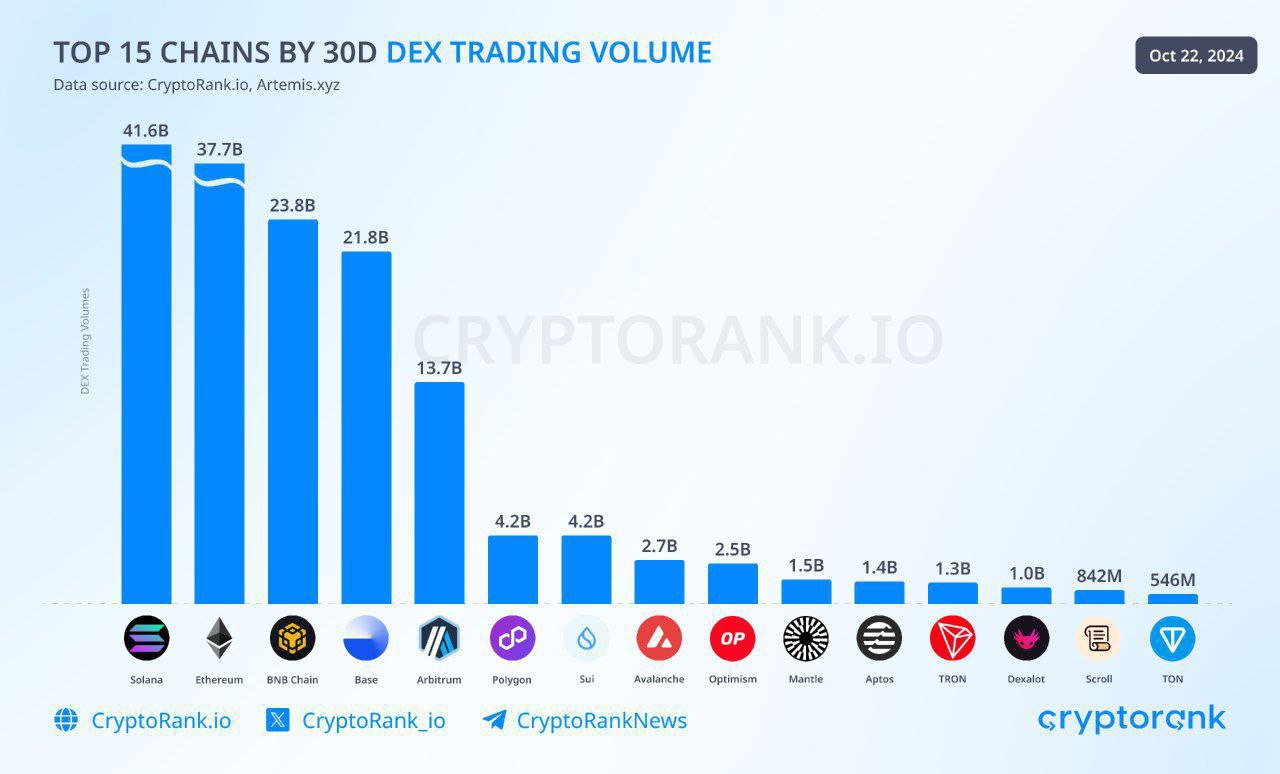 TOP 15 CHAINS BY 30D DEX TRADING VOLUME
Oct 22, 2024
Data source: CryptoRank.io, Artemis.xyz
41.6B
37.7B
23.8B
21.8B
13.7B
4.2B
4.2B
2.7B
2.5B
1.5B
1.4B
1.3B
1.0B
842M
546M
DEX Trading Volumes
CRYPTORANK.IO
OP
Solana
Ethereum
BNB Chain
Base
Arbitrum
Polygon
Sui
Avalanche
Optimism
Mantle
Aptos
TRON
Dexalot
Scroll
TON
CryptoRank.io
CryptoRank_io
CryptoRankNews
cryptorank